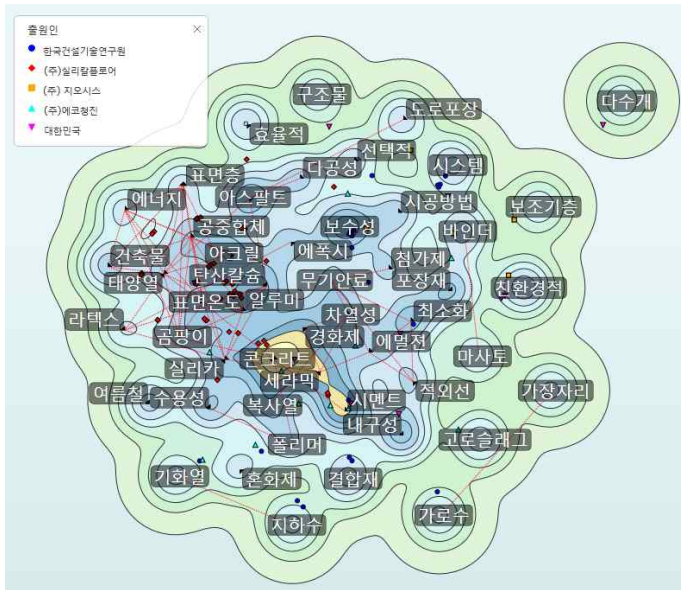 출원인
한국건설기술연구원
(주)실리칼플로어
(주) 지오시스
(주)에코청진
대한민국
구조물
다수개
도로포장
효율적
선택적
다공성
시스템
표면층
에너지
아스팔트
시공방법
보조기층
공중합체
보수성
바인더
건축물
아크릴
에폭시
첨가제
태양열
탄산칼슘
무기안료
포장재
친환경적
표면온도
알루미
라텍스
차열성
최소화
곰팡이
경화제
에멀젼
콘크리트
마사토
실리카
세라믹
여름철
수용성
적외선
가장자리
복사열
시멘트
내구성
폴리머
고로슬래그
기화열
혼화제
결합재
지하수
가로수